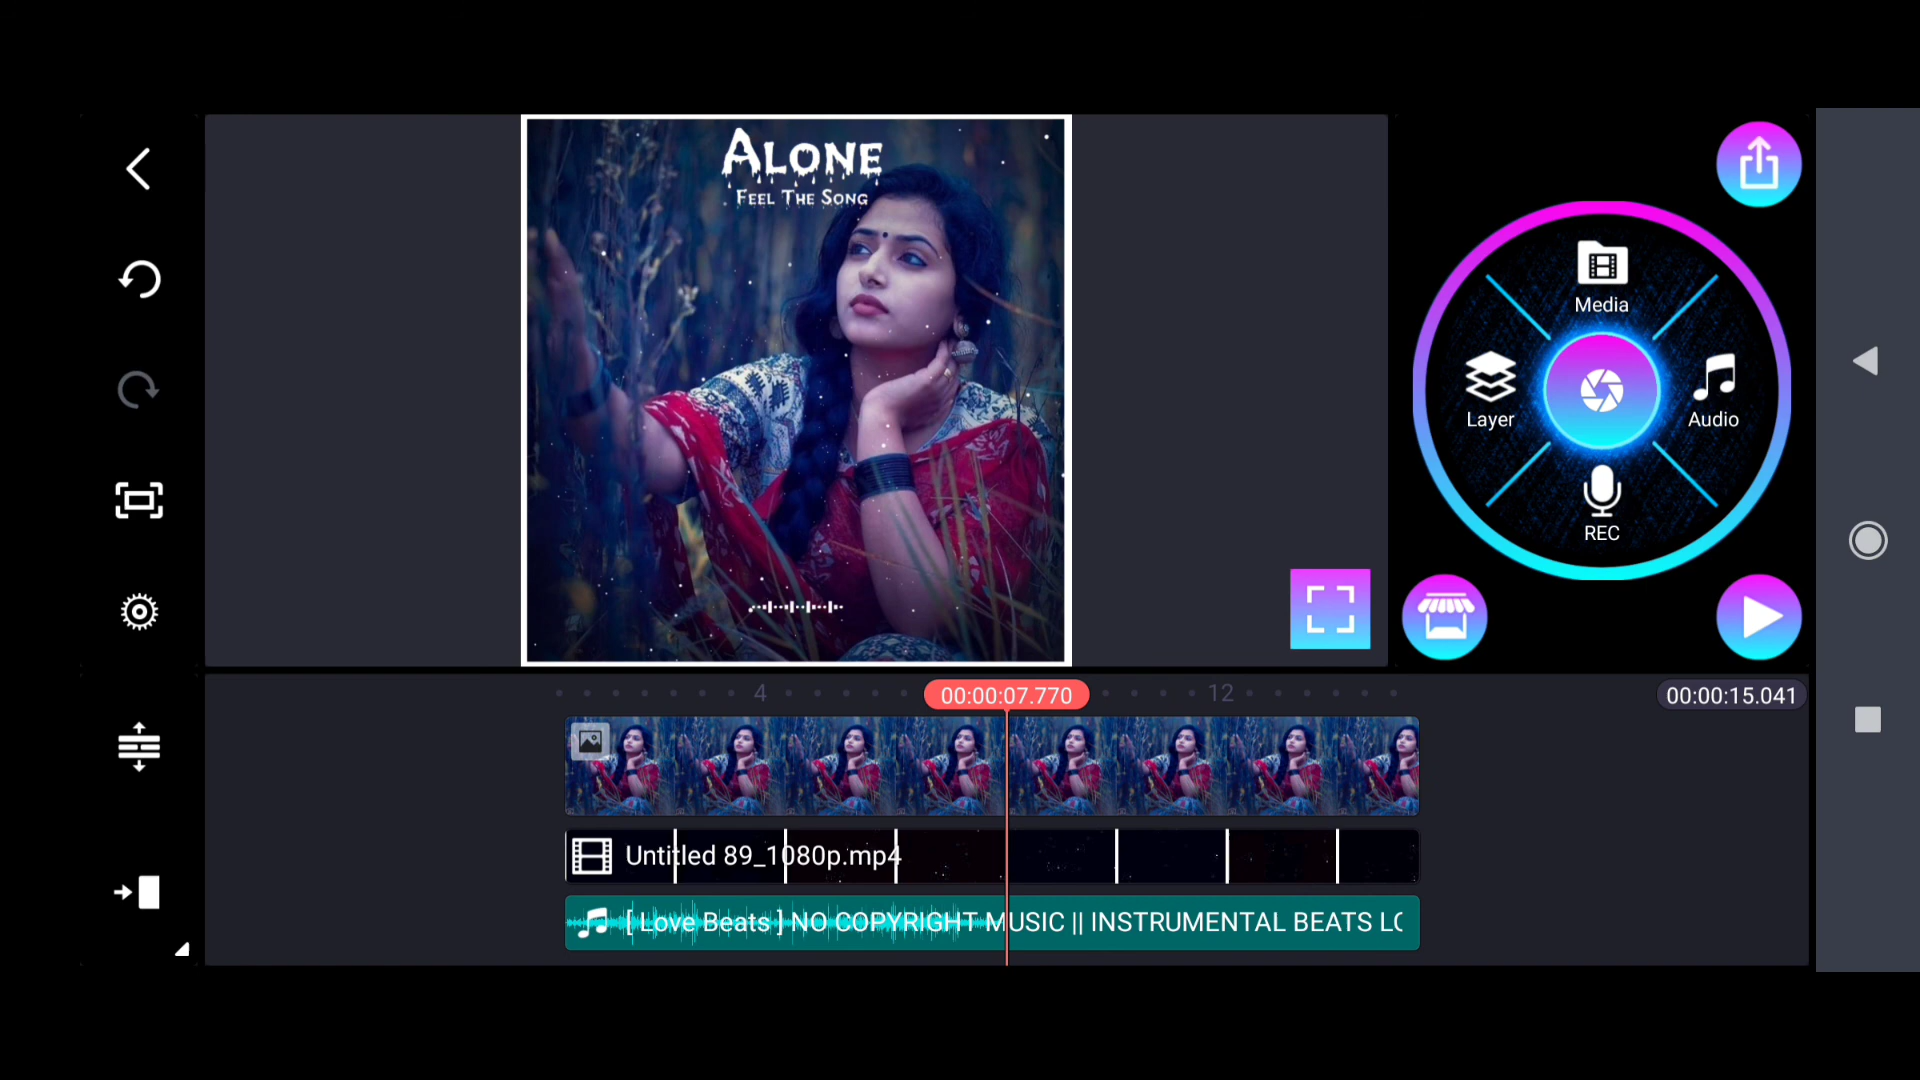 ALONE
FEEL THE SONG
Media
Layer
Audio
REC
4
00:00:07.770
12
00:00:15.041
Untitled 89_1080p.mp4
[ Love Beats ] NO COPYRIGHT MUSIC || INSTRUMENTAL BEATS LO